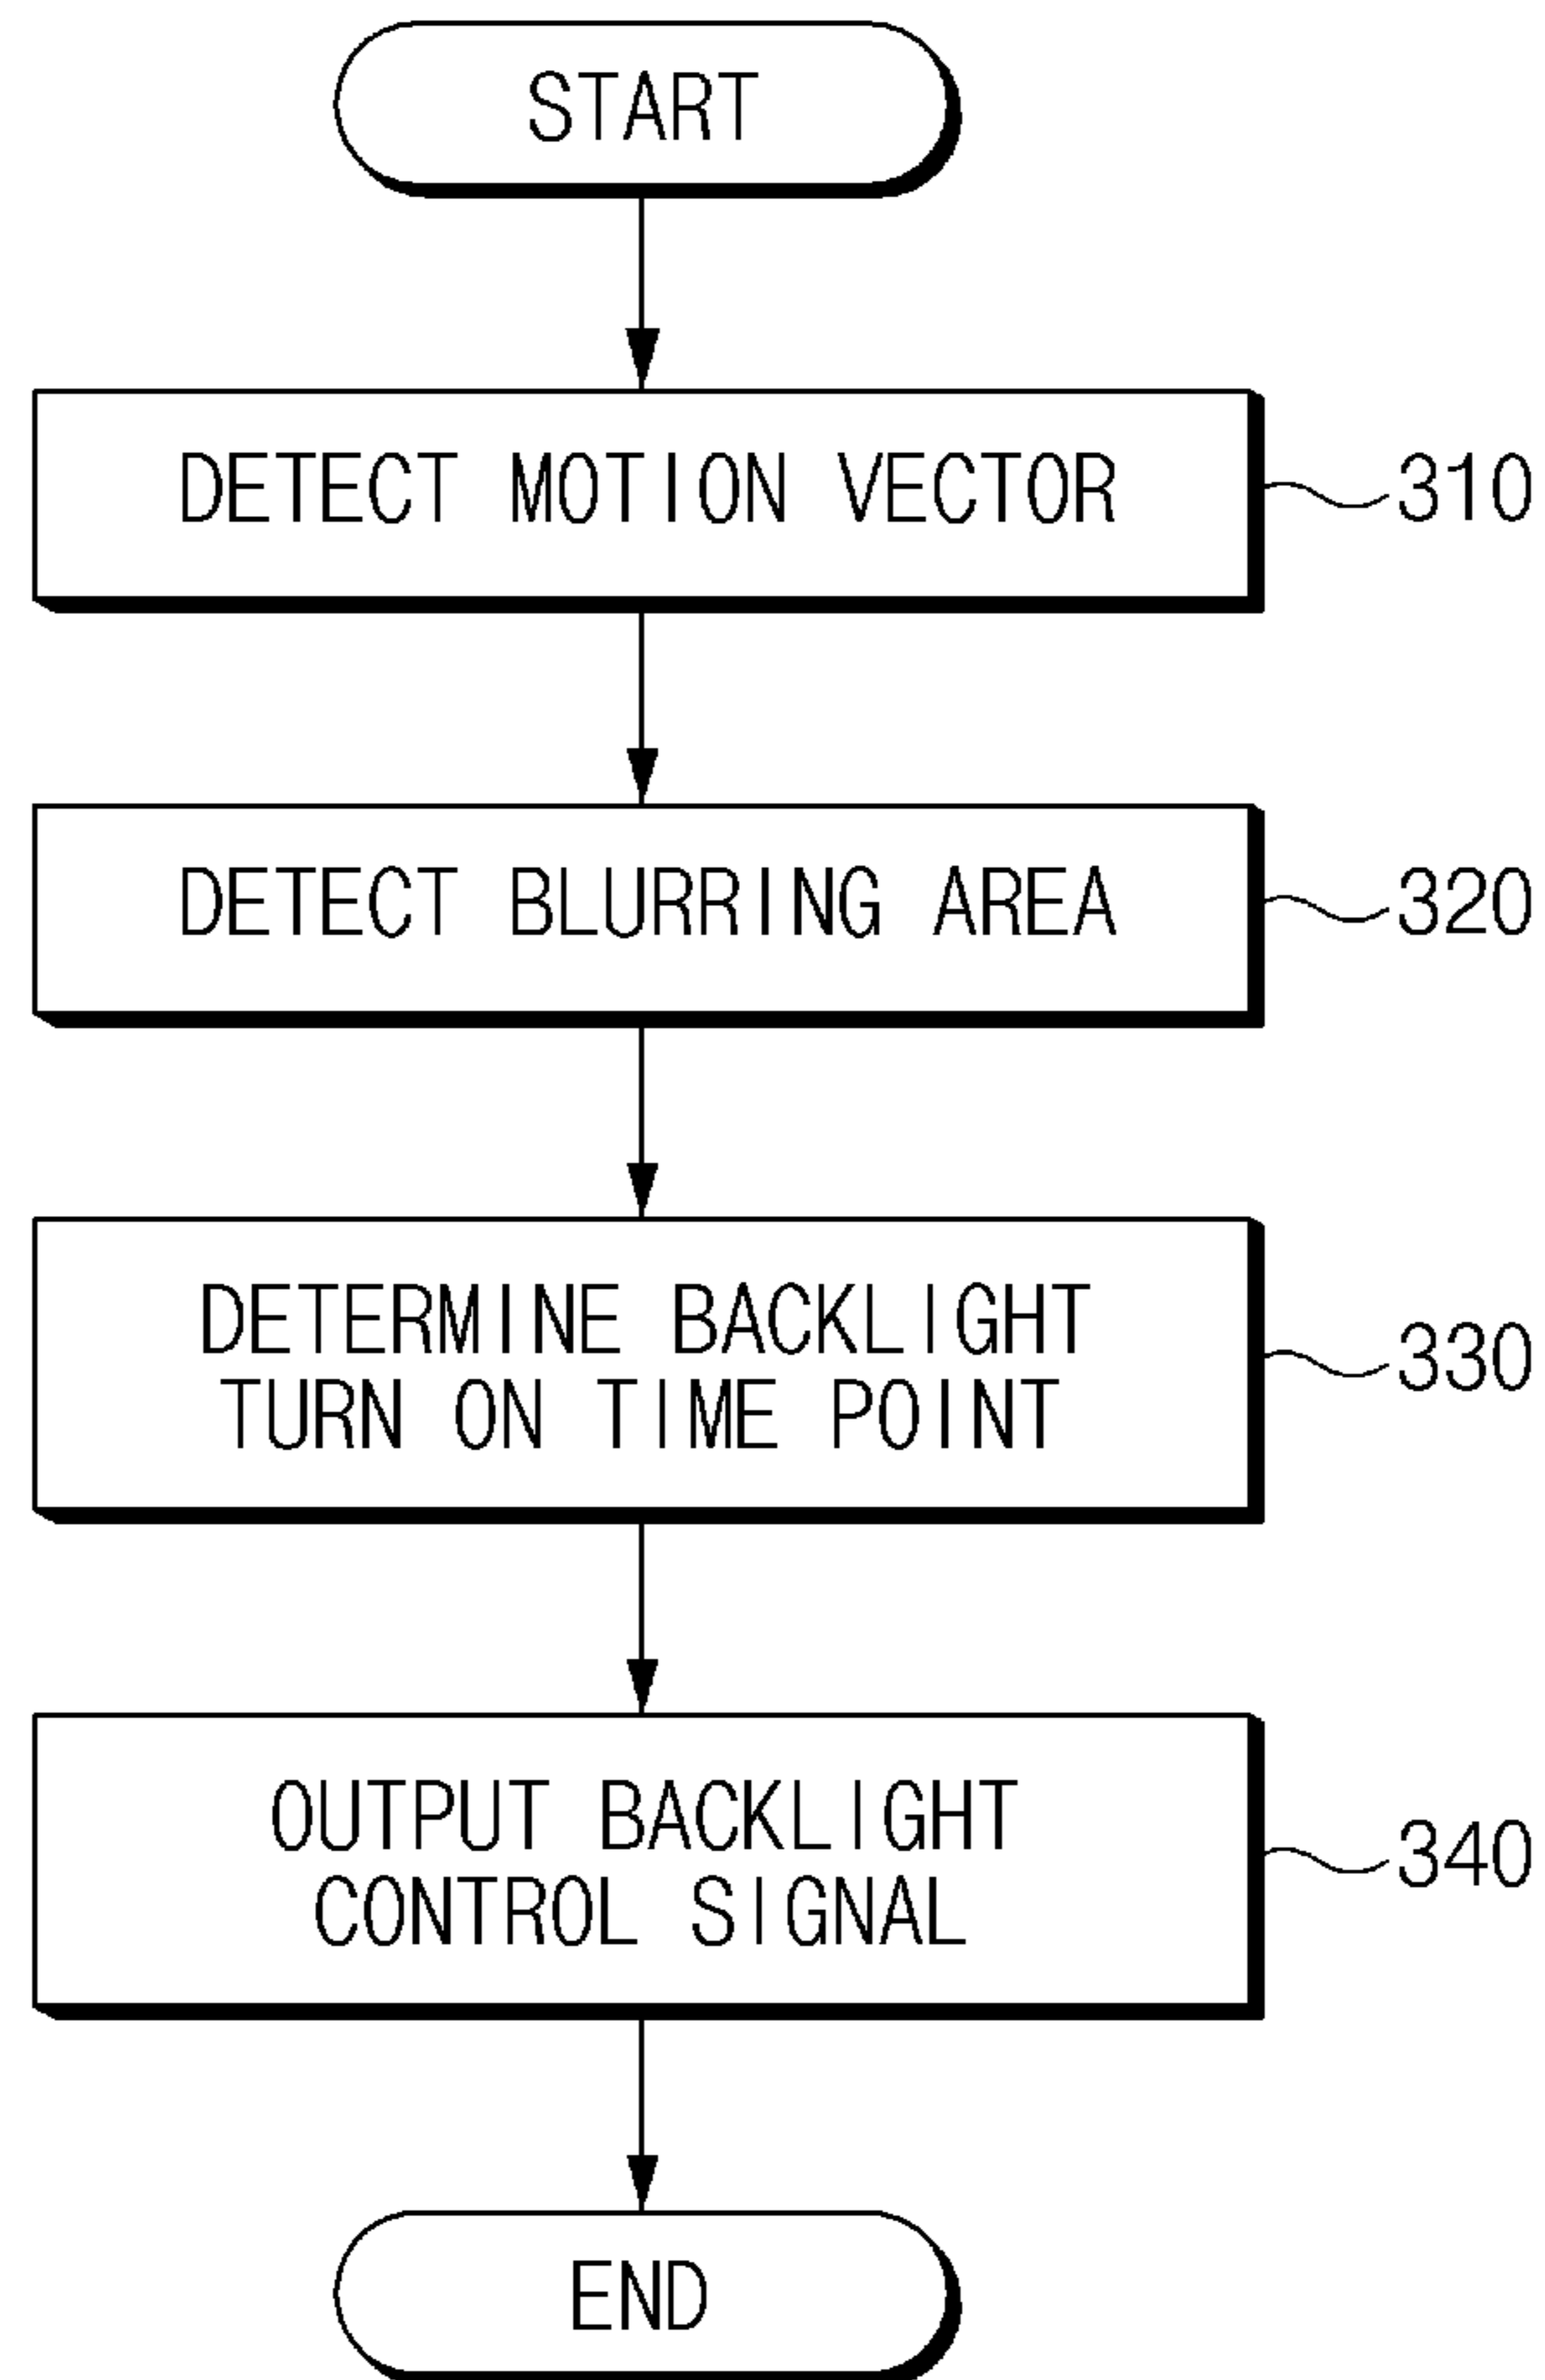 START
DETECT MOTION VECTOR
310
DETECT BLURRING AREA
320
DETERMINE BACKLIGHT
TURN ON TIME POINT
330
OUTPUT BACKLIGHT
CONTROL SIGNAL
340
END